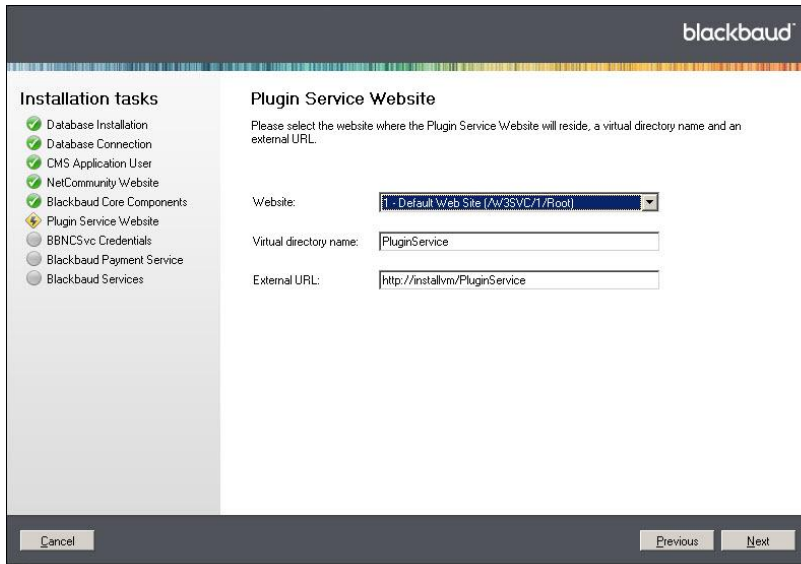 blackbaud
Installation tasks
Database Installation
Database Connection
CMS Application User
NetCommunity Website
Blackbaud Core Components
Plugin Service Website
BBNCSvc Credentials
Blackbaud Payment Service
Blackbaud Services
Plugin Service Website
Please select the website where the Plugin Service Website will reside, a virtual directory name and an
external URL.
Website: 1 - Default Web Site (/W3SVC/1/Root)
Virtual directory name: PluginService
External URL: http://installvm/PluginService
Cancel Previous Next